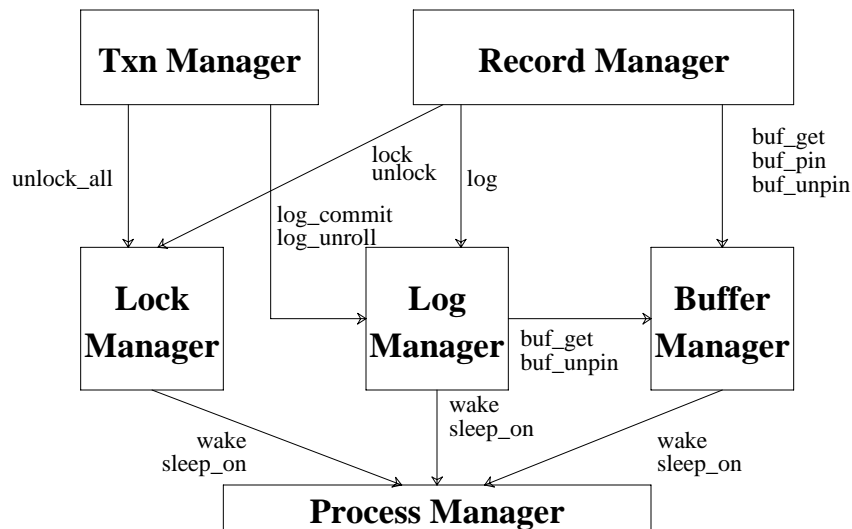 Txn Manager
Record Manager
unlock_all
lock
unlock
log
buf_get
buf_pin
buf_unpin
log_commit
log_unroll
Lock
Manager
Log
Manager
Buffer
Manager
buf_get
buf_unpin
wake
sleep_on
wake
sleep_on
wake
sleep_on
Process Manager